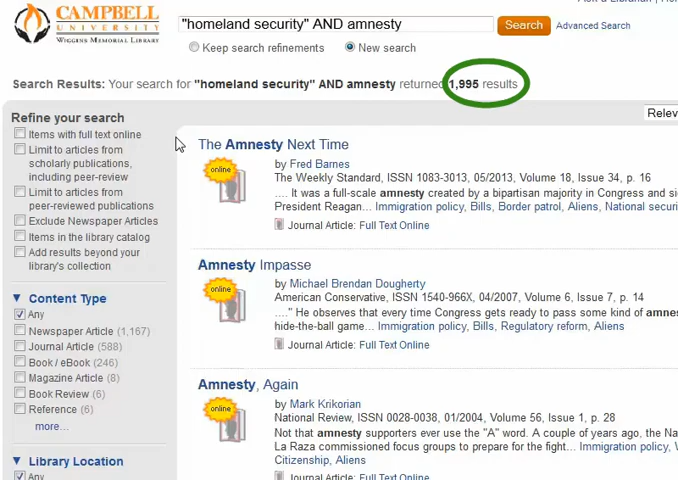 CAMPBELL
UNIVERSITY
WIGGINS MEMORIAL LIBRARY
"homeland security" AND amnesty
Search
Advanced Search
Keep search refinements
New search
Search Results: Your search for "homeland security" AND amnesty returned 1,995 results
Refine your search
Items with full text online
Limit to articles from
scholarly publications,
including peer-review
Limit to articles from
peer-reviewed publications
Exclude Newspaper Articles
Items in the library catalog
Add results beyond your
library's collection
Content Type
Any
Newspaper Article (1,167)
Journal Article (588)
Book / eBook (246)
Magazine Article (8)
Book Review (6)
Reference (6)
more...
Library Location
Any
Relev
The Amnesty Next Time
online
by Fred Barnes
The Weekly Standard, ISSN 1083-3013, 05/2013, Volume 18, Issue 34, p. 16
.... It was a full-scale amnesty created by a bipartisan majority in Congress and si
President Reagan... Immigration policy, Bills, Border patrol, Aliens, National securi
Journal Article: Full Text Online
Amnesty Impasse
online
by Michael Brendan Dougherty
American Conservative, ISSN 1540-966X, 04/2007, Volume 6, Issue 7, p. 14
...." He observes that every time Congress gets ready to pass some kind of amnes
hide-the-ball game... Immigration policy, Bills, Regulatory reform, Aliens
Journal Article: Full Text Online
Amnesty, Again
online
by Mark Krikorian
National Review, ISSN 0028-0038, 01/2004, Volume 56, Issue 1, p. 28
Not that amnesty supporters ever use the "A" word. A couple of years ago, the Na
La Raza commissioned focus groups to prepare for the fight... Immigration policy,
Citizenship, Aliens
Journal Article: Full Text Online